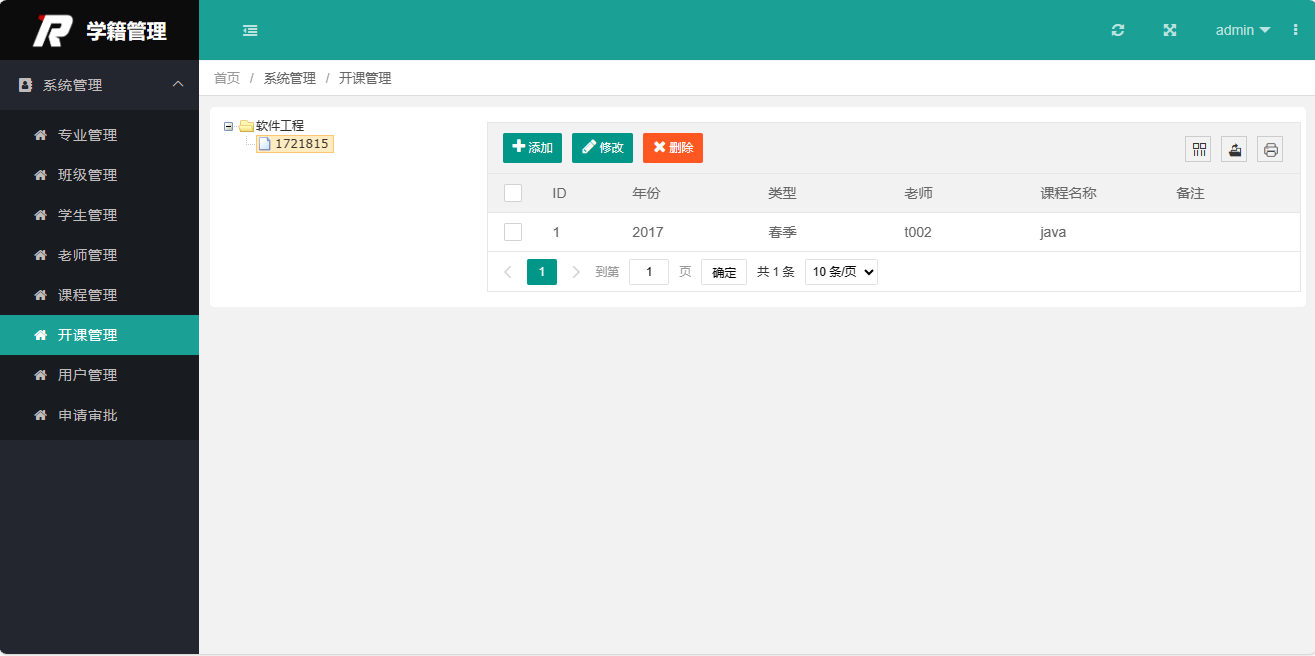 学籍管理
admin
系统管理
专业管理
班级管理
学生管理
老师管理
课程管理
开课管理
用户管理
申请审批
首页 / 系统管理 / 开课管理
软件工程
1721815
添加 修改 删除
ID 年份 类型 老师 课程名称 备注
1 2017 春季 t002 java
1 到第 1 页 确定 共 1 条 10 条/页